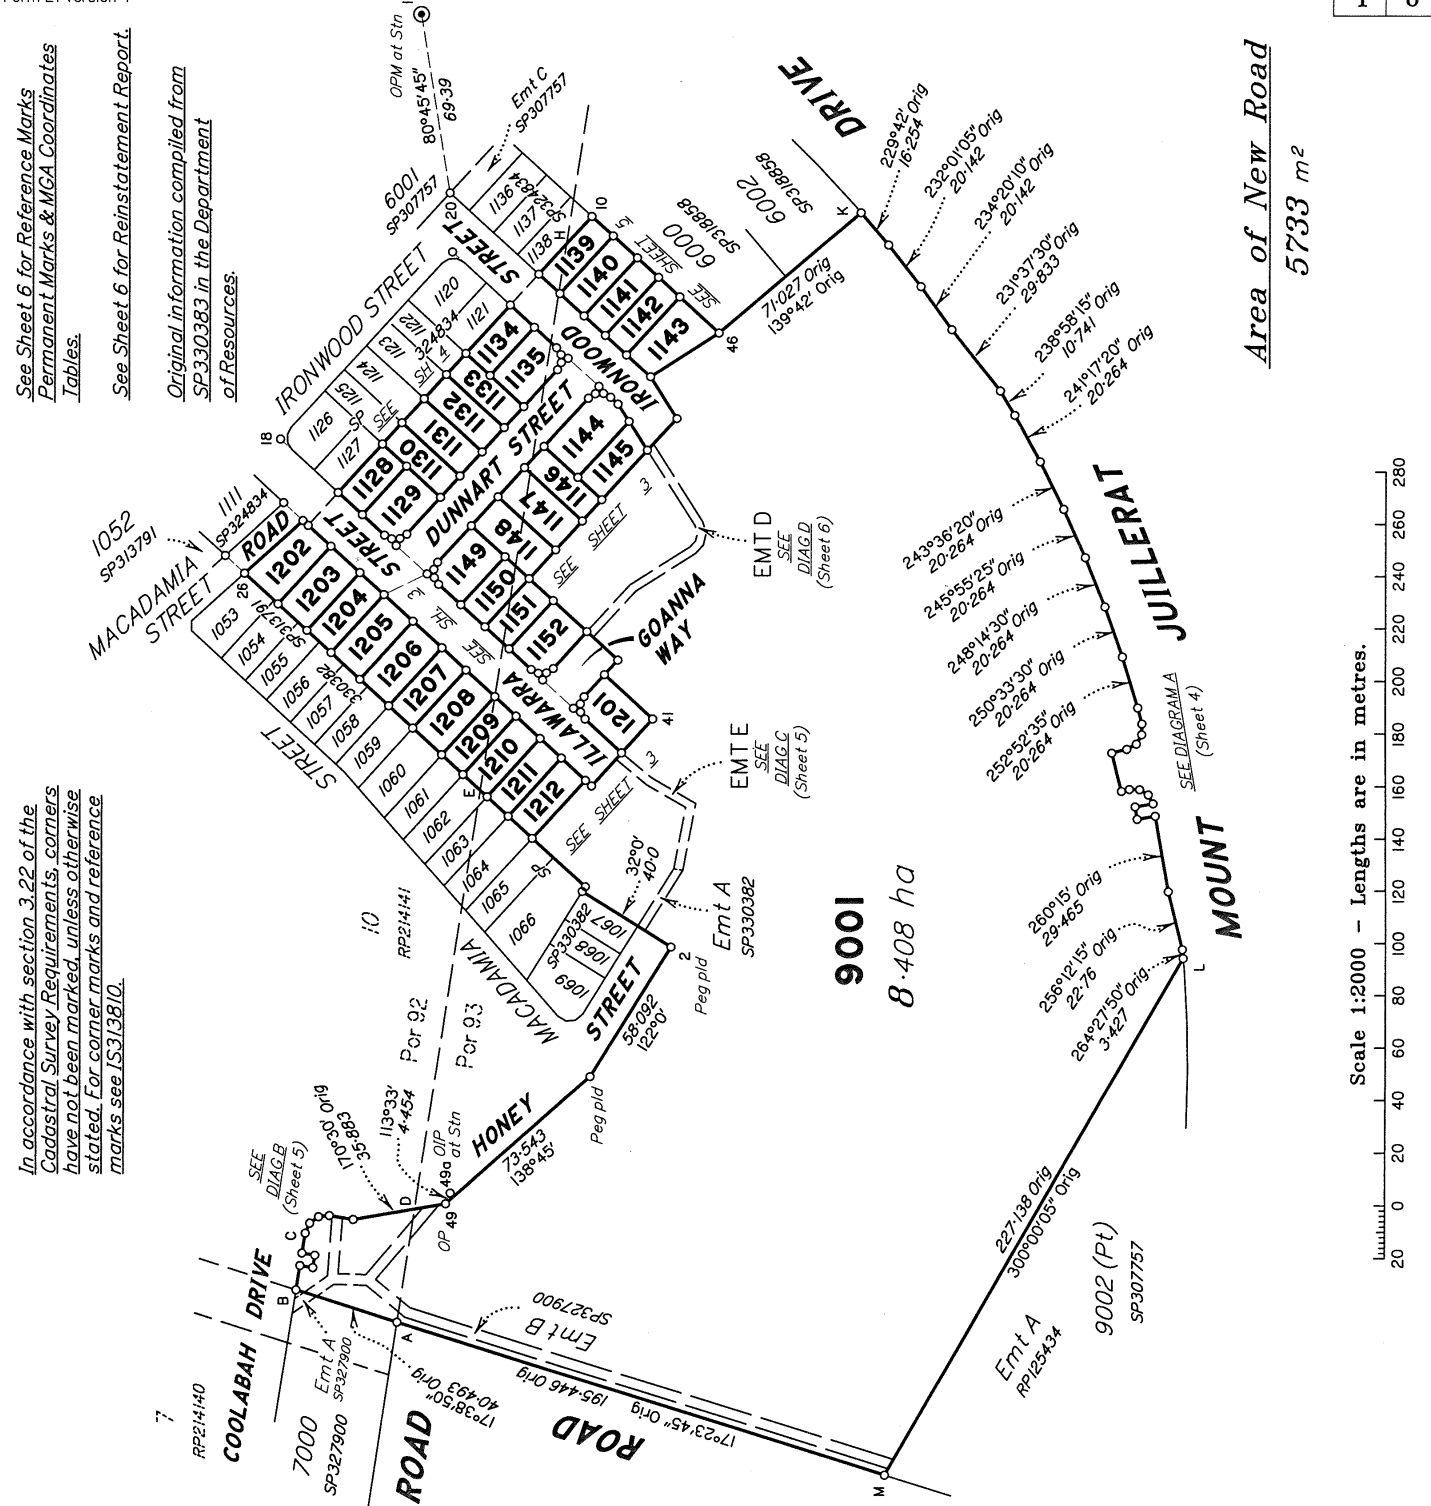 See Sheet 6 for Reference Marks
Permanent Marks & MGA Coordinates
Tables.
See Sheet 6 for Reinstatement Report.
Original information compiled from
SP330383 in the Department
of Resources.
In accordance with section 3.22 of the
Cadastral Survey Requirements, corners
have not been marked, unless otherwise
stated. For corner marks and reference
marks see IS313810.
Area of New Road
5733 m²
OPM at Stn
1
80°45'45"
69·39
Emt C
SP307757
6001
SP307757
20
1136
1137
1138
SP324834
H
10
1139
1140
1141
1142
1143
SEE
SHEET
5
6000
SP318858
6002
SP318858
46
K
71·027 Orig
139°42' Orig
DRIVE
229°42' Orig
16·254
232°01'05" Orig
20·142
234°20'10" Orig
20·142
231°37'30" Orig
29·833
238°58'15" Orig
10·741
241°17'20" Orig
20·264
243°36'20" Orig
20·264
245°55'25" Orig
20·264
248°14'30" Orig
20·264
250°33'30" Orig
20·264
252°52'35" Orig
20·264
JUILLERAT
SEE DIAGRAM A
(Sheet 4)
MOUNT
260°15' Orig
29·465
256°12'15" Orig
22·76
264°27'50" Orig
3·427
L
IRONWOOD STREET
STREET
18
1120
1121
1122
1123
1124
1125
1126
1127
SP
324834
SEE
SH
4
1134
1135
1133
1132
1131
1130
1128
1129
IRONWOOD
DUNNART STREET
1144
1145
1146
1147
1148
1149
1150
1151
1152
SEE SHEET
3
EMT D
SEE
DIAG D
(Sheet 6)
GOANNA
WAY
1052
SP313791
1111
SP324834
MACADAMIA
STREET
26
ROAD
STREET
ILLAWARRA
SEE
SH.
3
1202
1203
1204
1205
1206
1207
1208
1209
1210
1211
1212
1201
41
1053
1054
1055
1056
1057
1058
1059
1060
1061
1062
1063
1064
1065
1066
1067
1068
1069
SP313791
330382
SP
SP330382
E
STREET
MACADAMIA
SEE SHEET
3
EMT E
SEE
DIAG C
(Sheet 5)
32°0'
40·0
Emt A
SP330382
2
Peg pld
9001
8·408 ha
10
RP214141
Por 92
Por 93
HONEY
STREET
58·092
122°0'
Peg pld
73·543
138°45'
113°33'
4·454
OIP
at Stn
49a
OP 49
D
170°30' Orig
35·883
SEE
DIAG B
(Sheet 5)
C
B
A
7
RP214140
COOLABAH DRIVE
7000
SP327900
Emt A
SP327900
17°38'50"
40·493 Orig
Emt B
SP327900
195·446 Orig
17°23'45" Orig
ROAD
ROAD
M
227·138 Orig
300°00'05" Orig
Emt A
RP125434
9002 (Pt)
SP307757
Scale 1:2000 – Lengths are in metres.
20 0 20 40 60 80 100 120 140 160 180 200 220 240 260 280